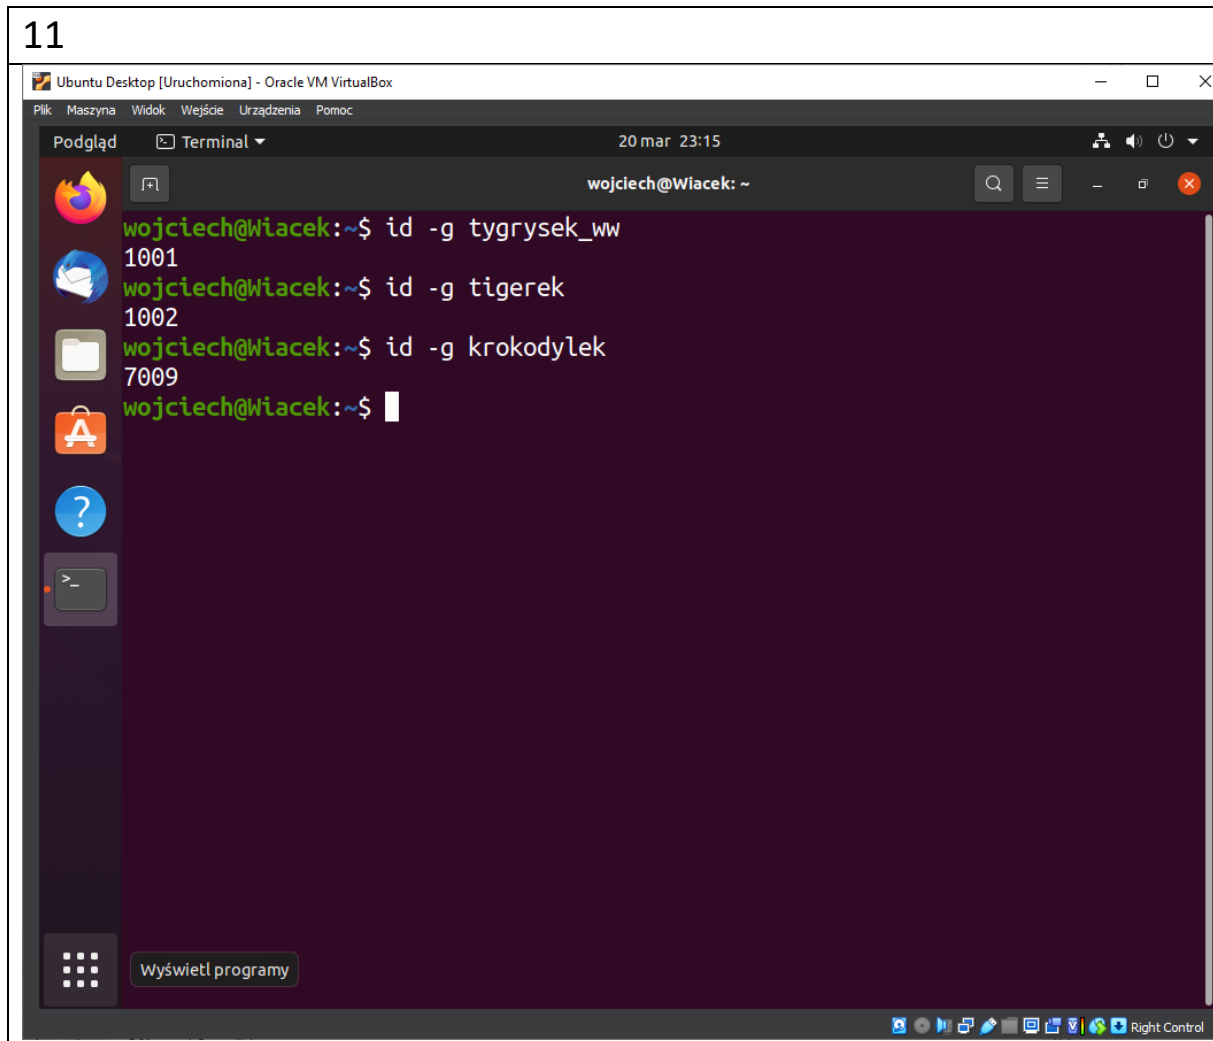 11
Ubuntu Desktop [Uruchomiona] - Oracle VM VirtualBox
Plik Maszyna Widok Wejście Urządzenia Pomoc
Podgląd Terminal 20 mar 23:15
wojciech@Wiacek: ~
wojciech@Wiacek:~$ id -g tygrysek_ww
1001
wojciech@Wiacek:~$ id -g tigerek
1002
wojciech@Wiacek:~$ id -g krokodylek
7009
wojciech@Wiacek:~$
Wyświetl programy
Right Control